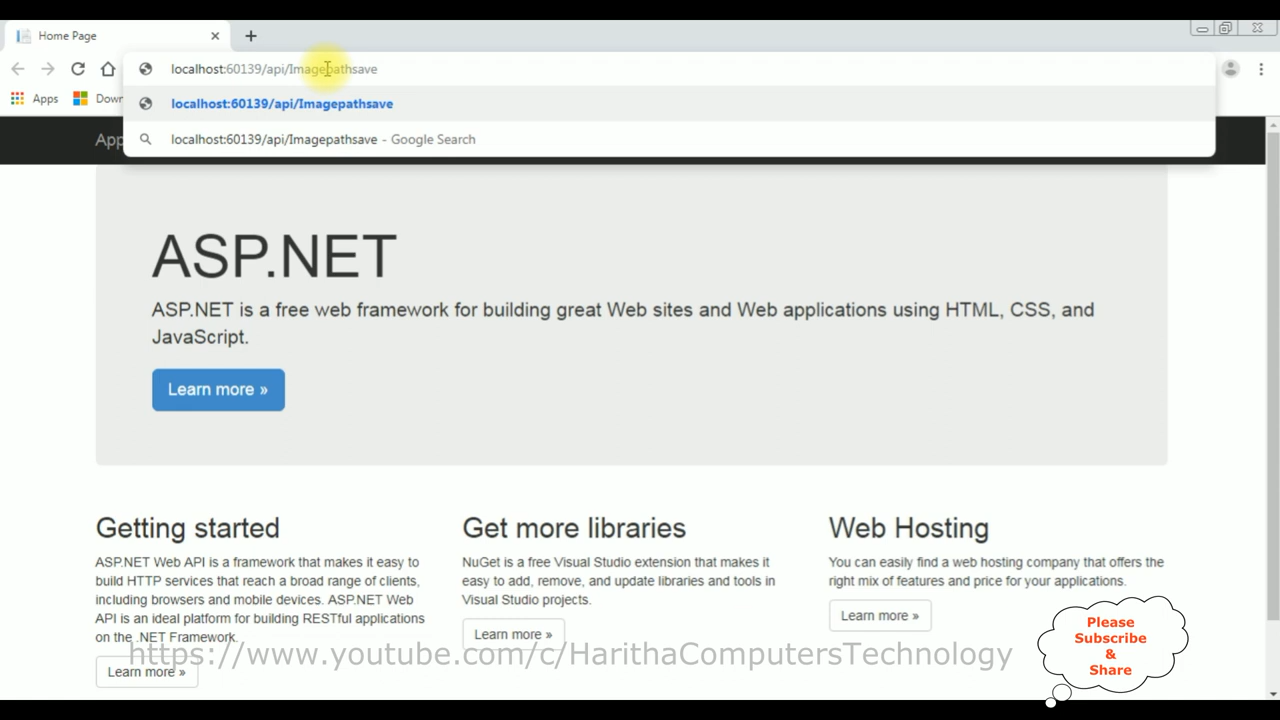 Home Page
localhost:60139/api/Imagepathsave
Apps
Down
localhost:60139/api/Imagepathsave
localhost:60139/api/Imagepathsave - Google Search
App
ASP.NET
ASP.NET is a free web framework for building great Web sites and Web applications using HTML, CSS, and
JavaScript.
Learn more »
Getting started
ASP.NET Web API is a framework that makes it easy to
build HTTP services that reach a broad range of clients,
including browsers and mobile devices. ASP.NET Web
API is an ideal platform for building RESTful applications
on the .NET Framework.
Learn more »
Get more libraries
NuGet is a free Visual Studio extension that makes it
easy to add, remove, and update libraries and tools in
Visual Studio projects.
Learn more »
Web Hosting
You can easily find a web hosting company that offers the
right mix of features and price for your applications.
Learn more »
https://www.youtube.com/c/HarithaComputersTechnology
Please
Subscribe
&
Share